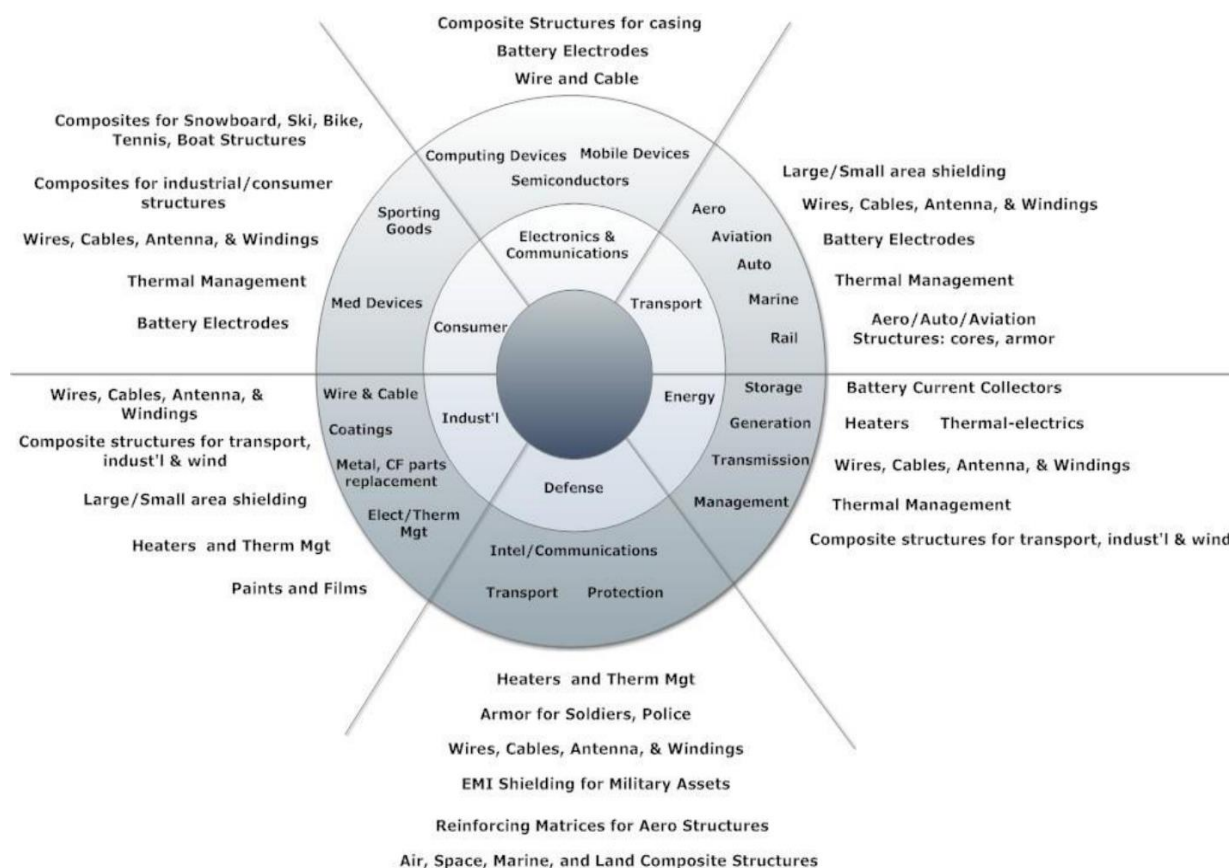 Composite Structures for casing
Battery Electrodes
Wire and Cable
Computing Devices
Mobile Devices
Semiconductors
Electronics &
Communications
Composites for Snowboard, Ski, Bike,
Tennis, Boat Structures
Composites for industrial/consumer
structures
Wires, Cables, Antenna, & Windings
Thermal Management
Battery Electrodes
Sporting
Goods
Med Devices
Consumer
Aero
Aviation
Auto
Marine
Rail
Transport
Large/Small area shielding
Wires, Cables, Antenna, & Windings
Battery Electrodes
Thermal Management
Aero/Auto/Aviation
Structures: cores, armor
Wires, Cables, Antenna, &
Windings
Composite structures for transport,
indust'l & wind
Large/Small area shielding
Heaters and Therm Mgt
Paints and Films
Wire & Cable
Coatings
Metal, CF parts
replacement
Elect/Therm
Mgt
Indust'l
Energy
Storage
Generation
Transmission
Management
Battery Current Collectors
Heaters
Thermal-electrics
Wires, Cables, Antenna, & Windings
Thermal Management
Composite structures for transport, indust'l & wind
Defense
Intel/Communications
Transport
Protection
Heaters and Therm Mgt
Armor for Soldiers, Police
Wires, Cables, Antenna, & Windings
EMI Shielding for Military Assets
Reinforcing Matrices for Aero Structures
Air, Space, Marine, and Land Composite Structures